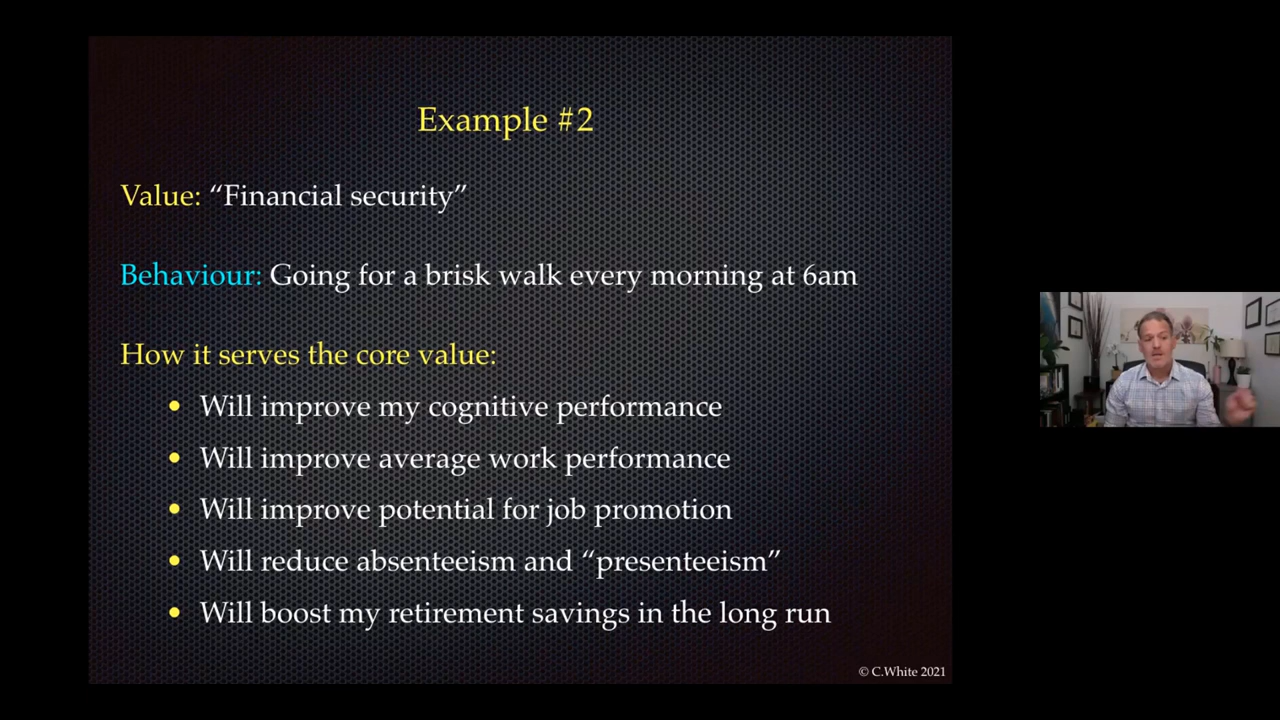 Example #2
Value: “Financial security”
Behaviour: Going for a brisk walk every morning at 6am
How it serves the core value:
• Will improve my cognitive performance
• Will improve average work performance
• Will improve potential for job promotion
• Will reduce absenteeism and “presenteeism”
• Will boost my retirement savings in the long run
© C.White 2021